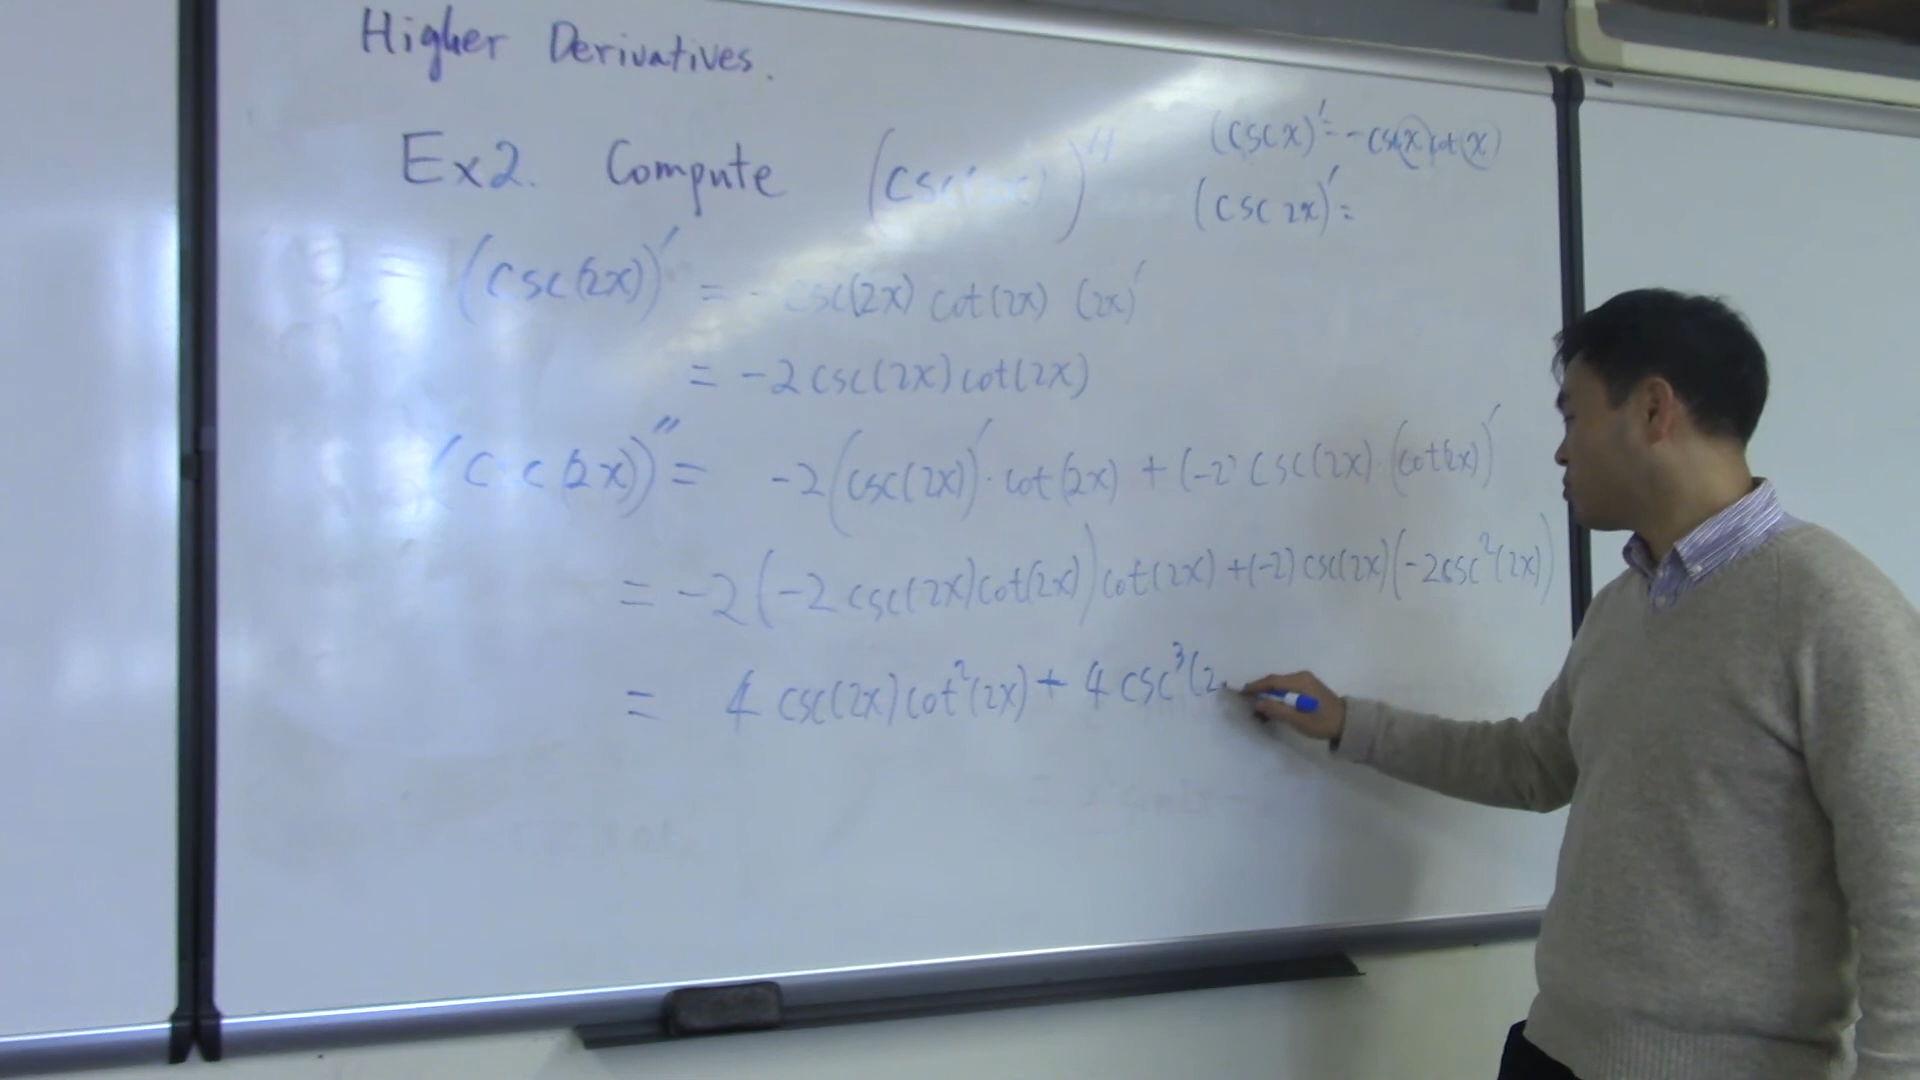 Higher Derivatives.
Ex2. Compute (csc(2x))''
(csc x)' = -csc(x)cot(x)
(csc 2x)' =
(csc(2x))' = - csc(2x) cot(2x) (2x)'
= -2 csc(2x) cot(2x)
(c c(2x))'' = -2(csc(2x))' · cot(2x) + (-2) csc(2x) (cot(2x))'
= -2(-2 csc(2x)cot(2x)) cot(2x) + (-2) csc(2x)(-2csc²(2x))
= 4 csc(2x) cot²(2x) + 4 csc³(2x